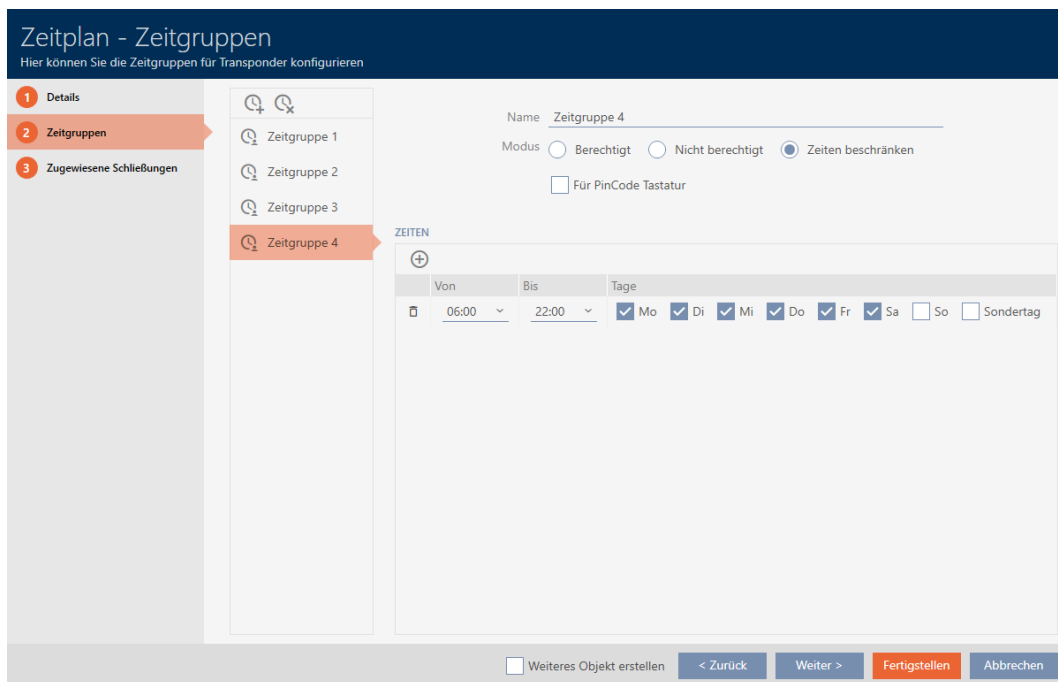 Zeitplan - Zeitgruppen
Hier können Sie die Zeitgruppen für Transponder konfigurieren
1 Details
2 Zeitgruppen
3 Zugewiesene Schließungen
Zeitgruppe 1
Zeitgruppe 2
Zeitgruppe 3
Zeitgruppe 4
Name Zeitgruppe 4
Modus Berechtigt Nicht berechtigt Zeiten beschränken
Für PinCode Tastatur
ZEITEN
Von Bis Tage
06:00 22:00 Mo Di Mi Do Fr Sa So Sondertag
Weiteres Objekt erstellen < Zurück Weiter > Fertigstellen Abbrechen